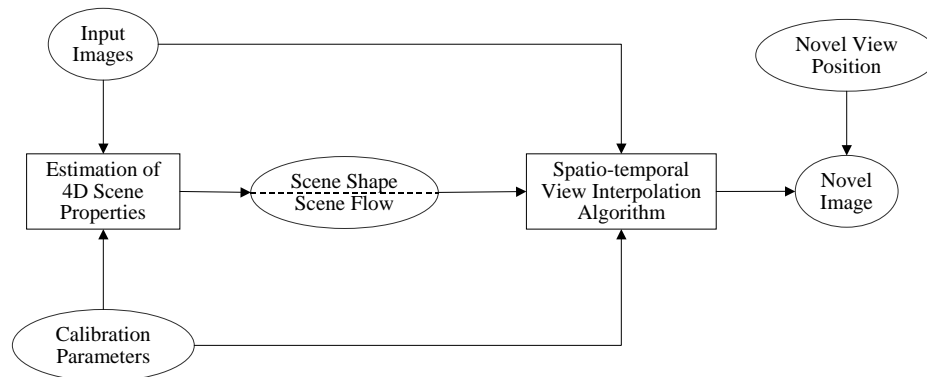 Input
Images
Novel View
Position
Estimation of
4D Scene
Properties
Scene Shape
Scene Flow
Spatio-temporal
View Interpolation
Algorithm
Novel
Image
Calibration
Parameters